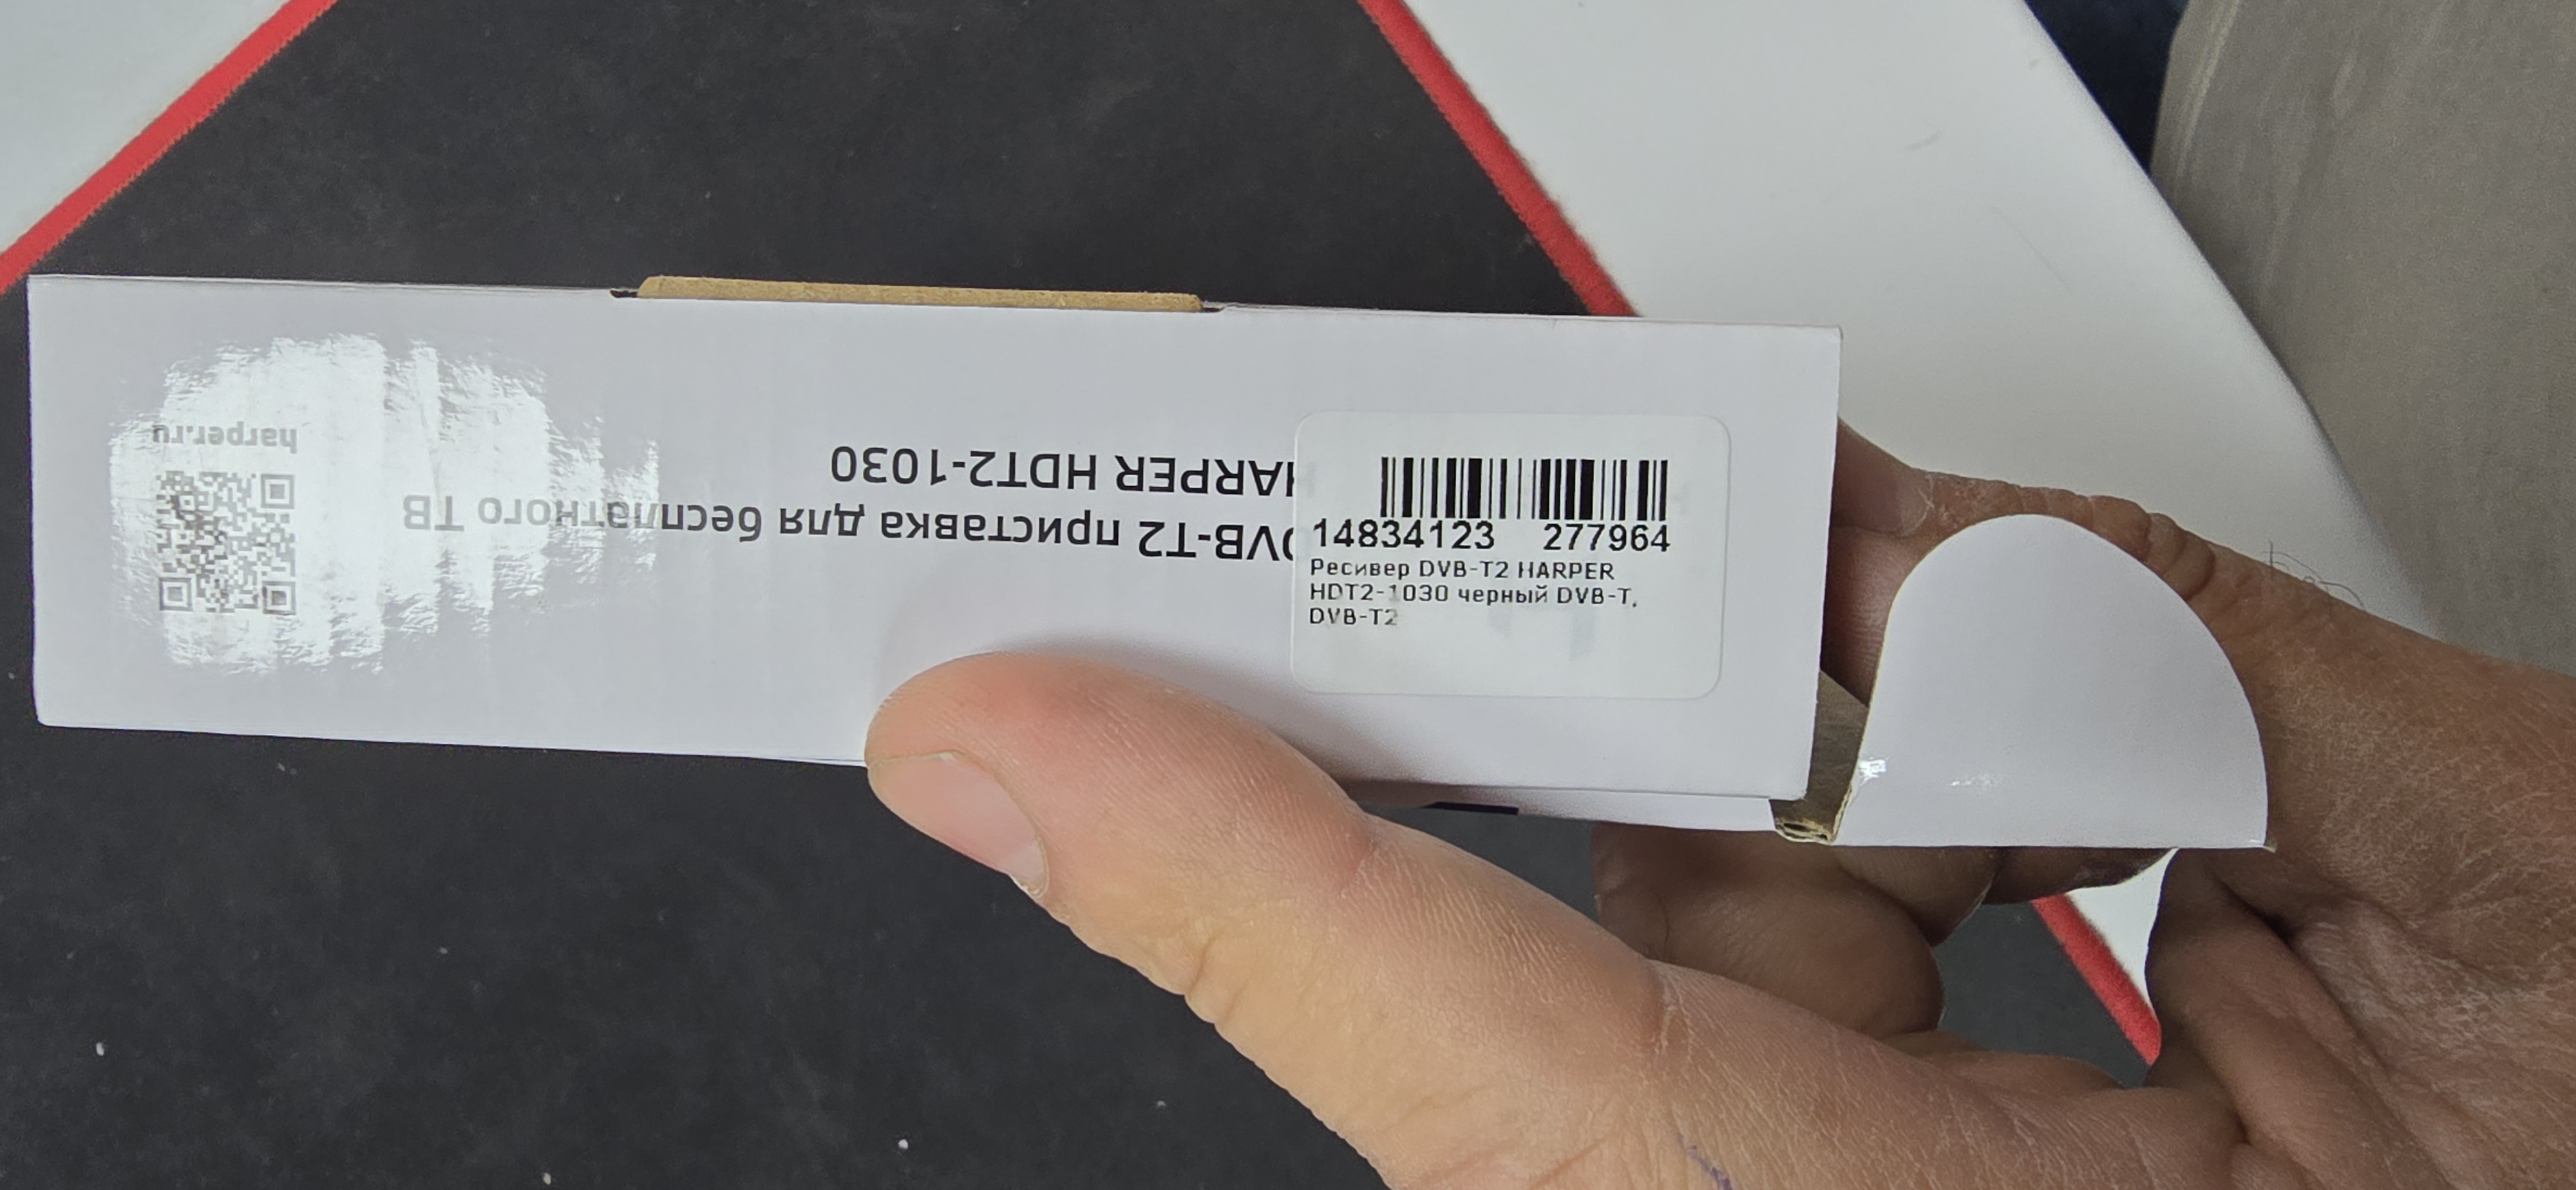 harper.ru
DVB-T2 приставка для бесплатного ТВ
HARPER HDT2-1030
14834123 277964
Ресивер DVB-T2 HARPER
HDT2-1030 черный DVB-T,
DVB-T2